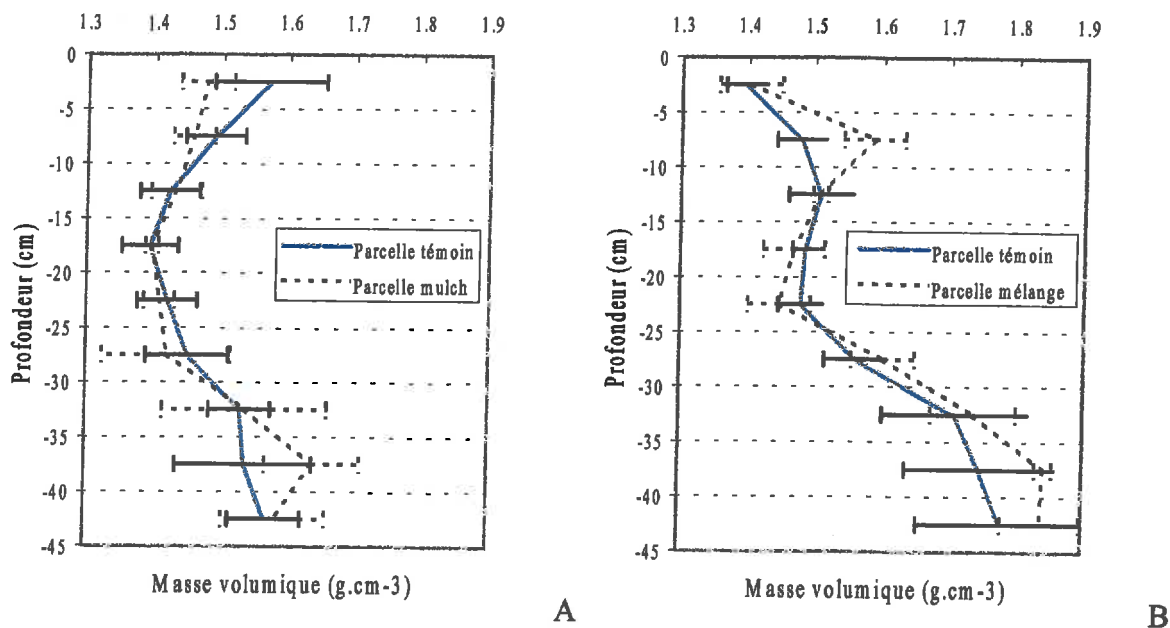 1.3 1.4 1.5 1.6 1.7 1.8 1.9
0
-5
-10
-15
-20
-25
-30
-35
-40
-45
Profondeur (cm)
Parcelle témoin
Parcelle mulch
Masse volumique (g.cm-3)
A
1.3 1.4 1.5 1.6 1.7 1.8 1.9
0
-5
-10
-15
-20
-25
-30
-35
-40
-45
Profondeur (cm)
Parcelle témoin
Parcelle mélange
Masse volumique (g.cm-3)
B